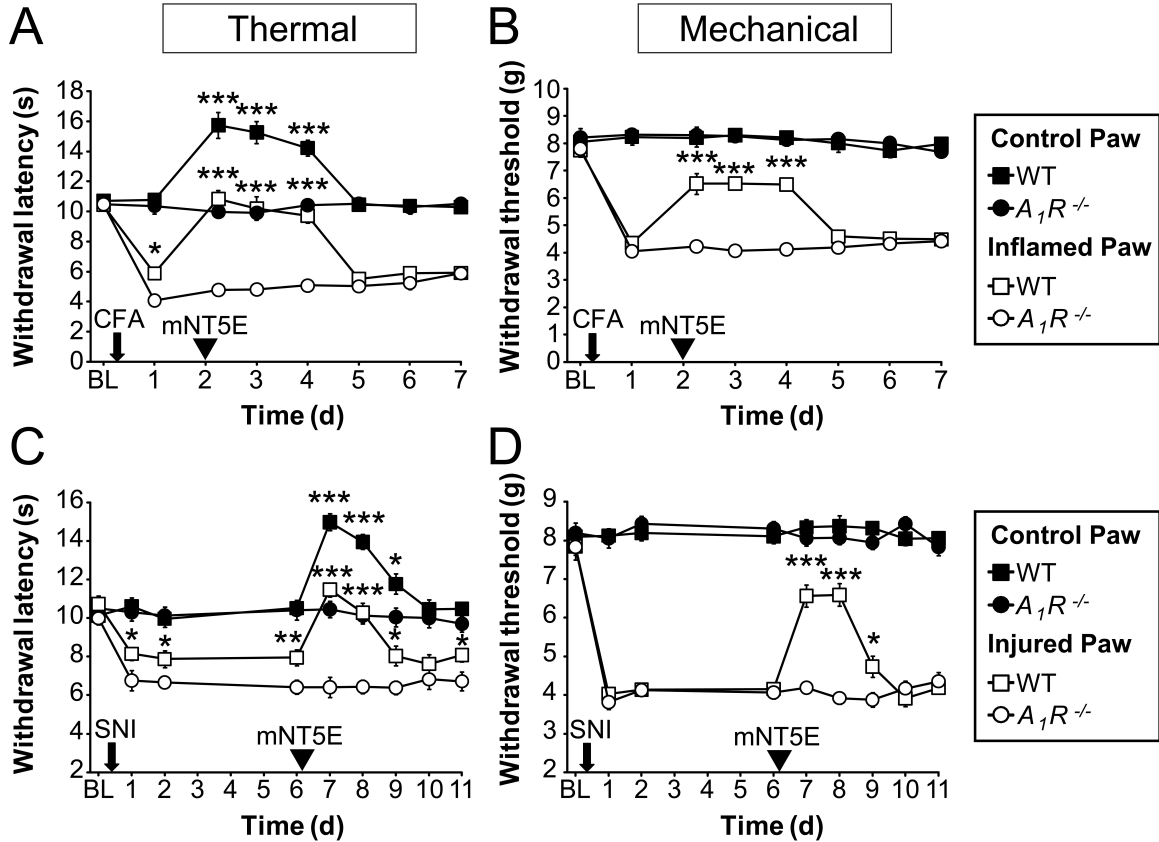 A
Thermal
Withdrawal latency (s)
18
16
14
12
10
8
6
4
2
0
***
***
***
***
***
***
*
CFA
mNT5E
BL 1 2 3 4 5 6 7
Time (d)
B
Mechanical
Withdrawal threshold (g)
10
9
8
7
6
5
4
3
2
1
0
***
***
***
CFA
mNT5E
BL 1 2 3 4 5 6 7
Time (d)
Control Paw
WT
A₁R -/-
Inflamed Paw
WT
A₁R -/-
C
Withdrawal latency (s)
16
14
12
10
8
6
4
2
***
***
*
***
***
* * ** * *
SNI
mNT5E
BL 1 2 3 4 5 6 7 8 9 10 11
Time (d)
D
Withdrawal threshold (g)
9
8
7
6
5
4
3
2
***
***
*
SNI
mNT5E
BL 1 2 3 4 5 6 7 8 9 10 11
Time (d)
Control Paw
WT
A₁R -/-
Injured Paw
WT
A₁R -/-